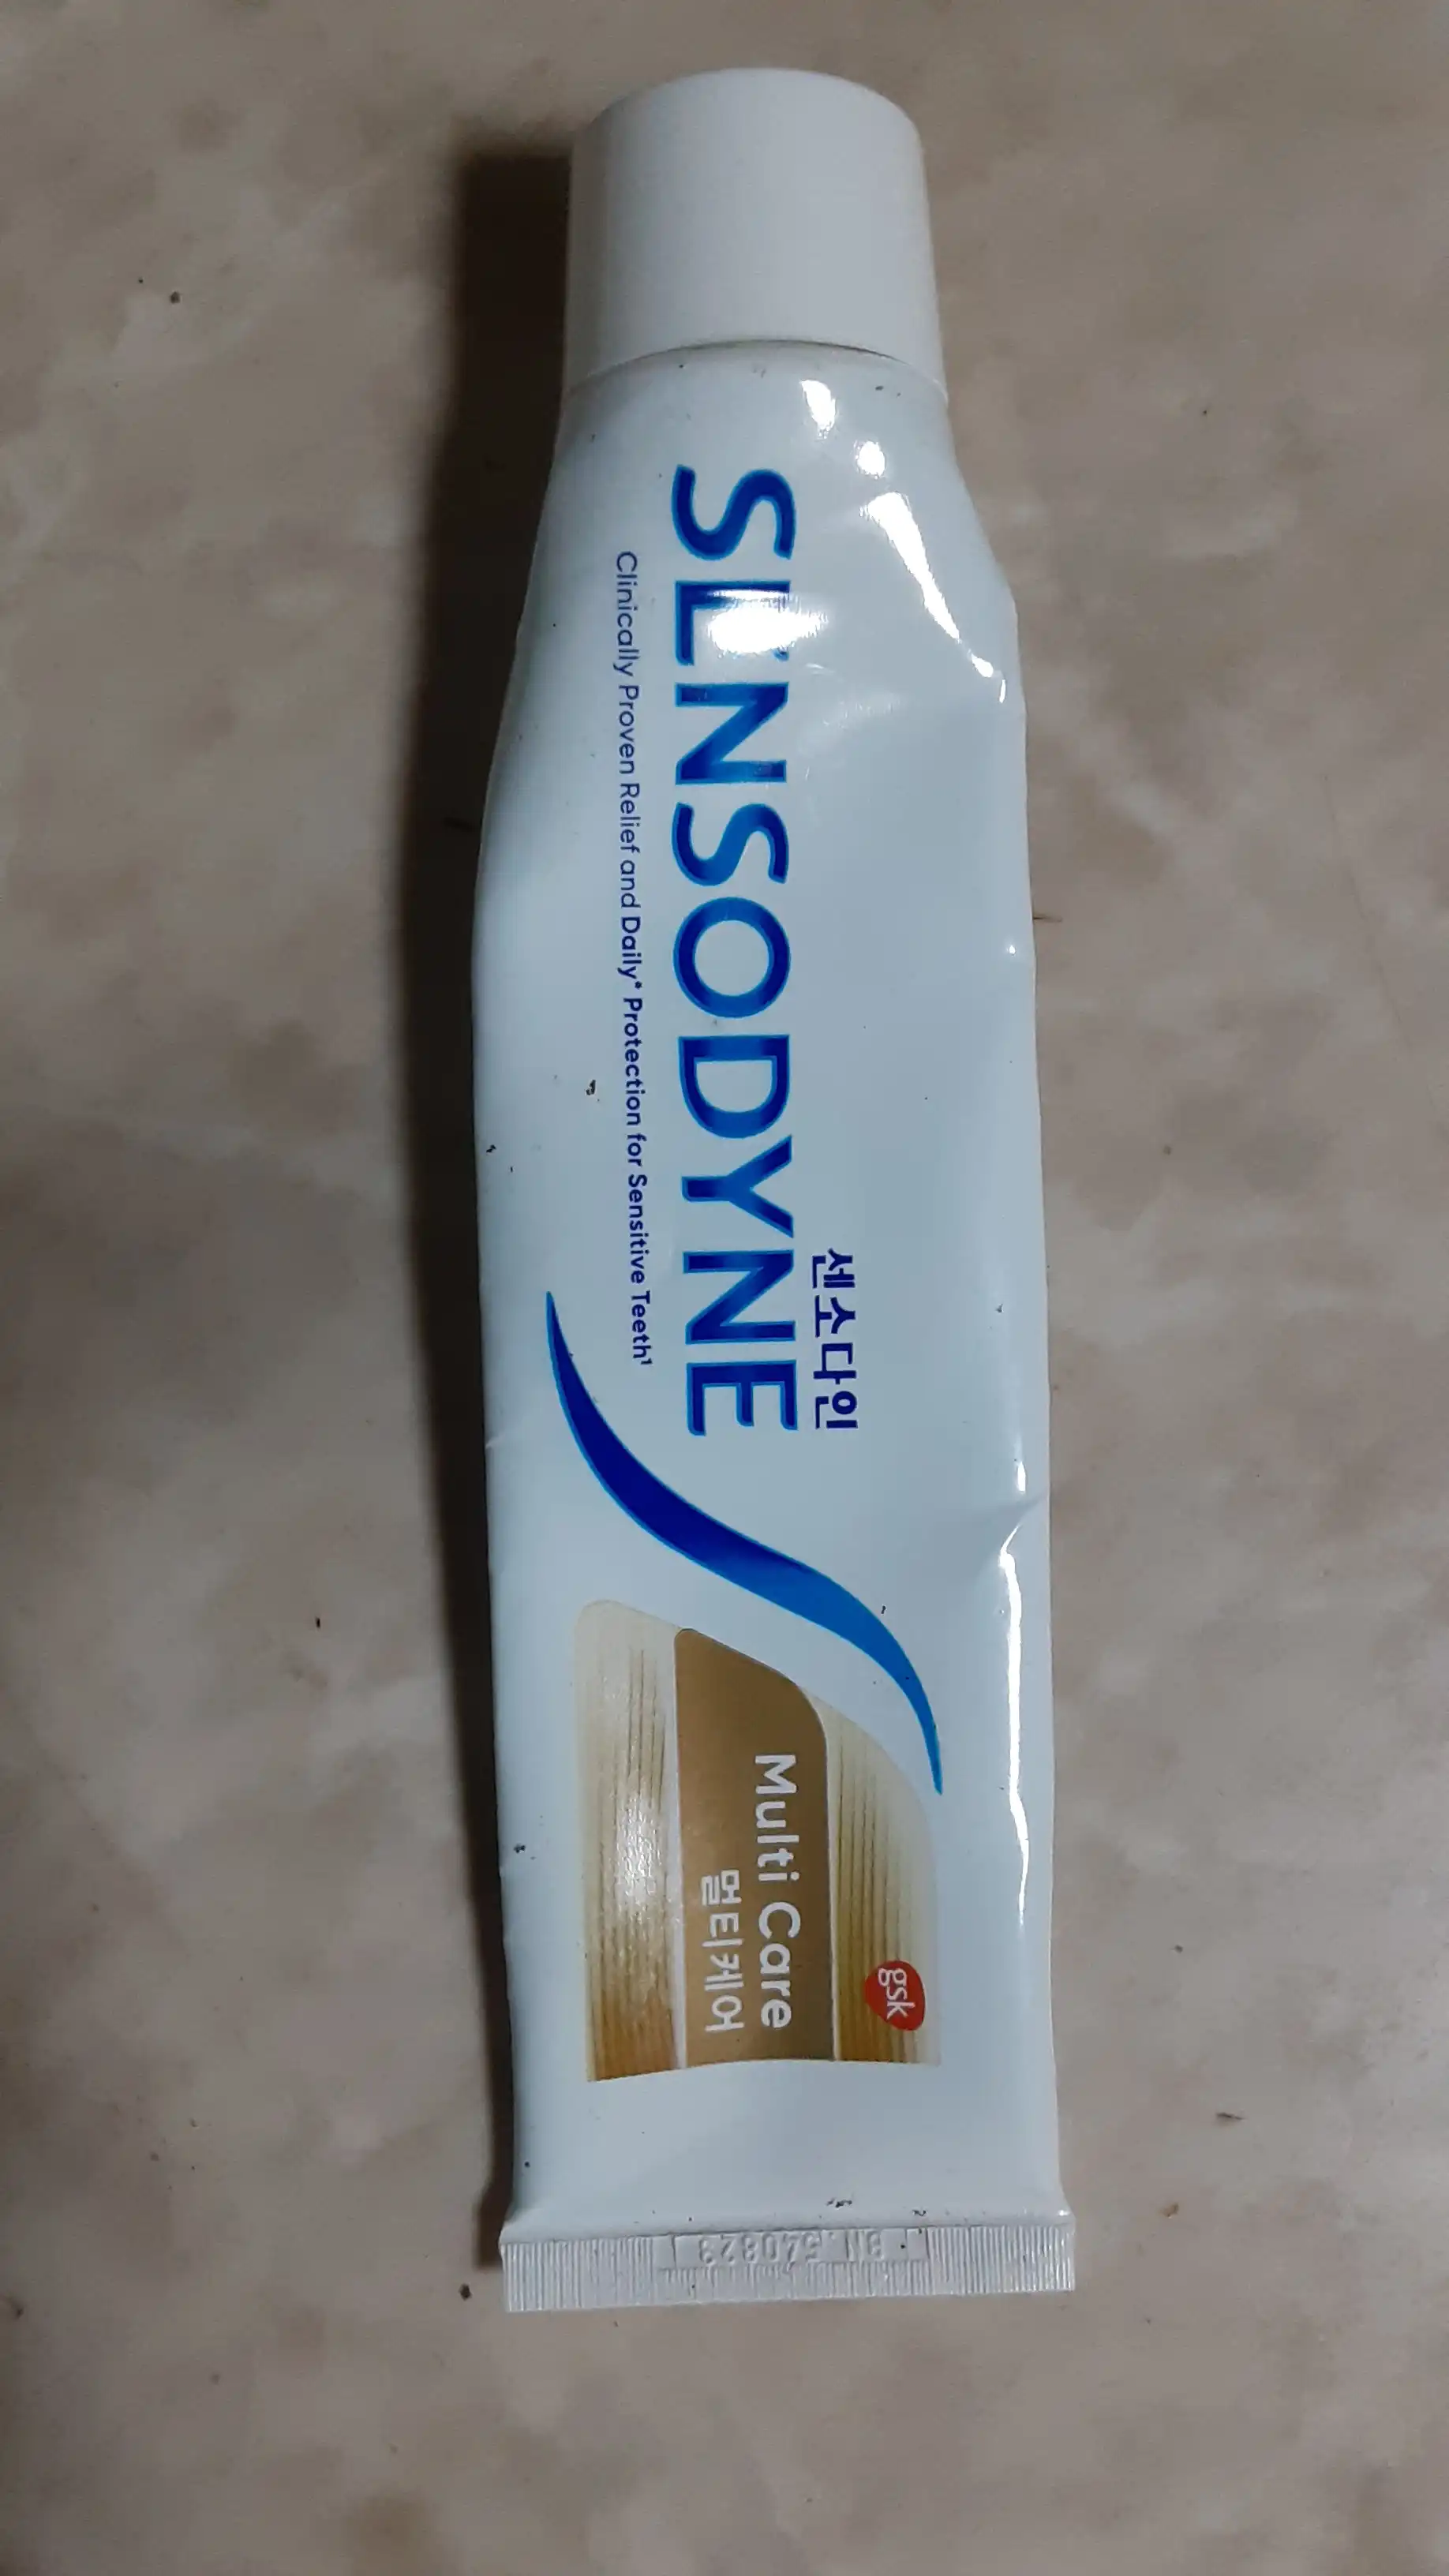 센소다인
SENSODYNE
Clinically Proven Relief and Daily* Protection for Sensitive Teeth¹
gsk
Multi Care
멀티케어